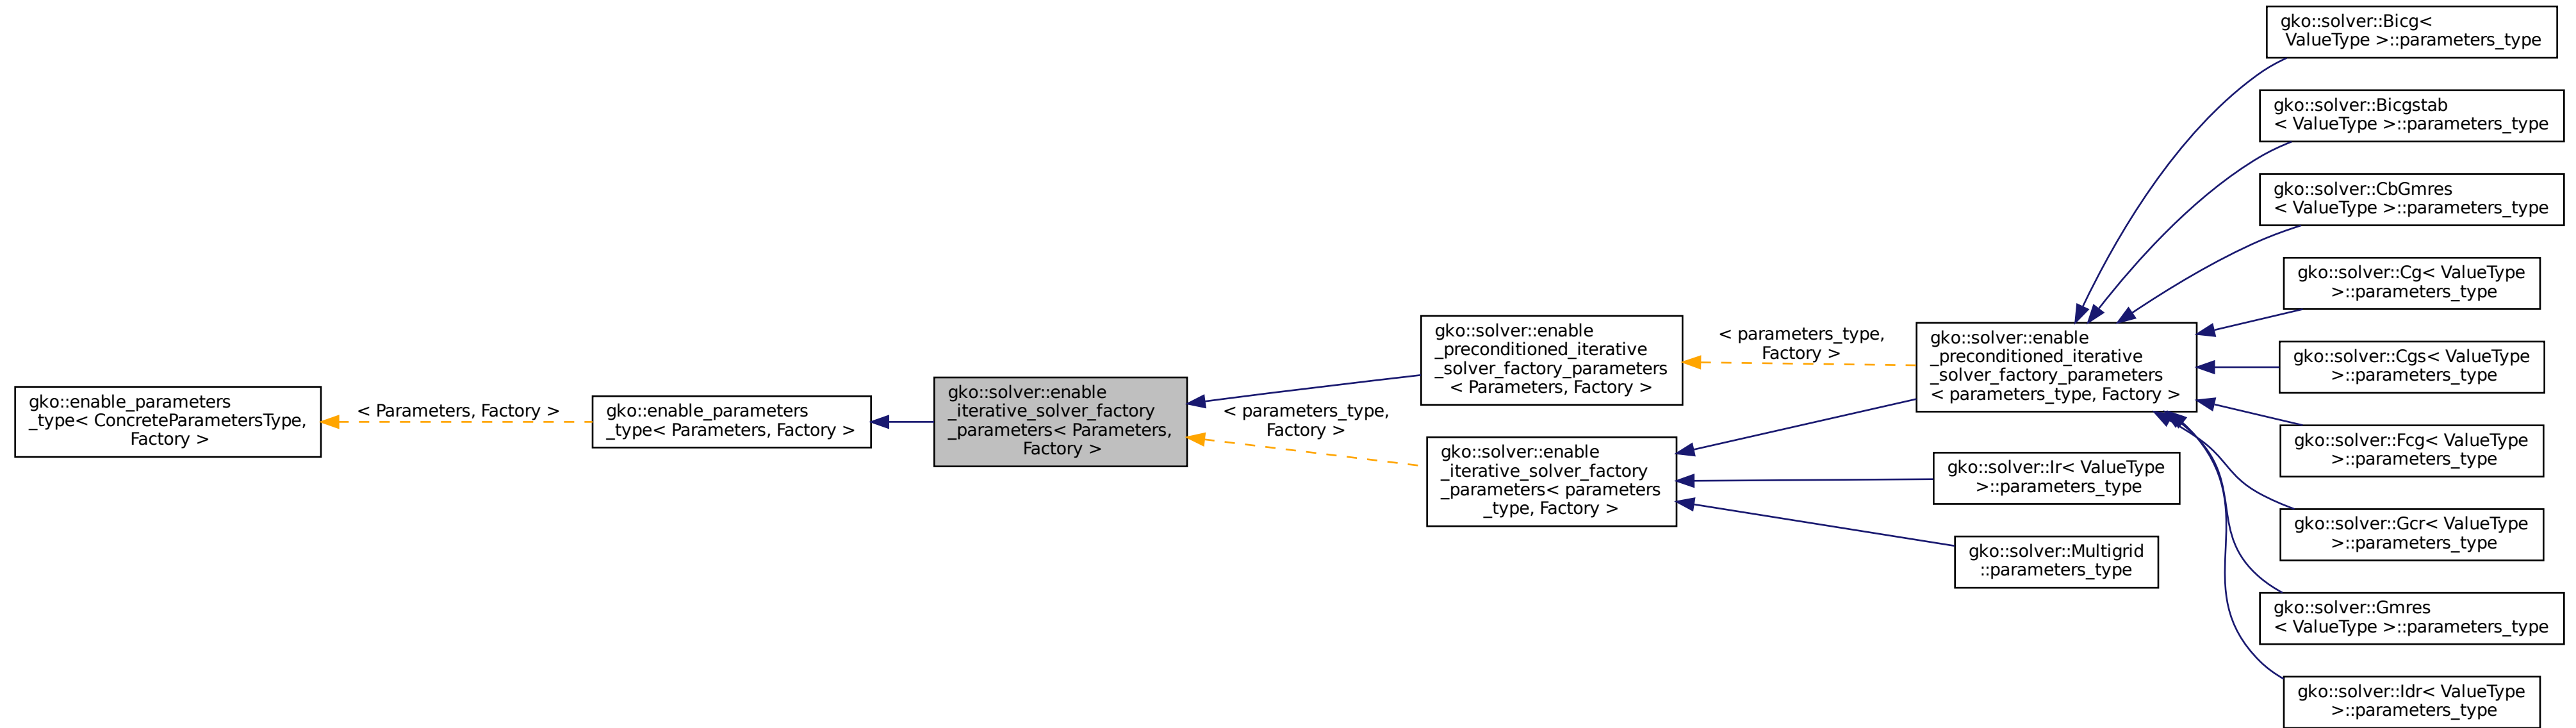 gko::enable_parameters
_type< ConcreteParametersType,
Factory >
< Parameters, Factory >
gko::enable_parameters
_type< Parameters, Factory >
gko::solver::enable
_iterative_solver_factory
_parameters< Parameters,
Factory >
gko::solver::enable
_preconditioned_iterative
_solver_factory_parameters
< Parameters, Factory >
< parameters_type,
Factory >
gko::solver::enable
_iterative_solver_factory
_parameters< parameters
_type, Factory >
< parameters_type,
Factory >
gko::solver::enable
_preconditioned_iterative
_solver_factory_parameters
< parameters_type, Factory >
gko::solver::Ir< ValueType
>::parameters_type
gko::solver::Multigrid
::parameters_type
gko::solver::Bicg<
ValueType >::parameters_type
gko::solver::Bicgstab
< ValueType >::parameters_type
gko::solver::CbGmres
< ValueType >::parameters_type
gko::solver::Cg< ValueType
>::parameters_type
gko::solver::Cgs< ValueType
>::parameters_type
gko::solver::Fcg< ValueType
>::parameters_type
gko::solver::Gcr< ValueType
>::parameters_type
gko::solver::Gmres
< ValueType >::parameters_type
gko::solver::Idr< ValueType
>::parameters_type